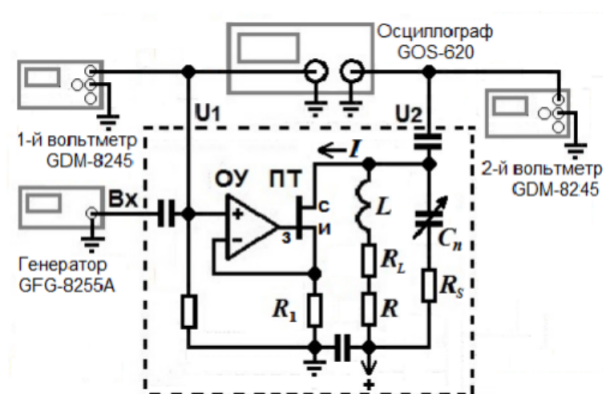 Осциллограф
GOS-620
1-й вольтметр
GDM-8245
U1
U2
2-й вольтметр
GDM-8245
I
Вх
ОУ
ПТ
Генератор
GFG-8255A
+
-
с
и
з
L
Cn
RL
R
RS
R1
+